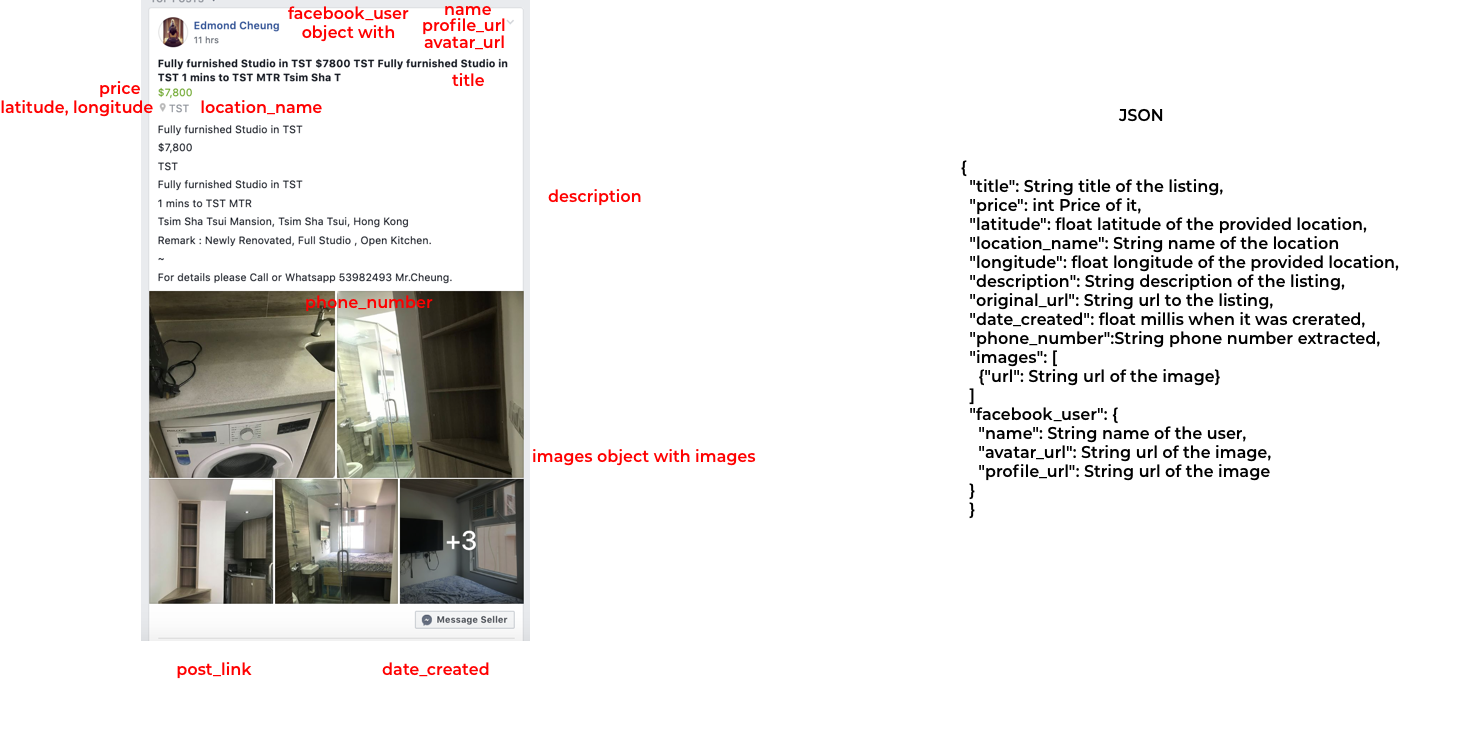 TOP POSTS
Edmond Cheung
11 hrs
facebook_user
object with
name
profile_url
avatar_url
Fully furnished Studio in TST $7800 TST Fully furnished Studio in
TST 1 mins to TST MTR Tsim Sha T
title
price
$7,800
latitude, longitude
TST
location_name
Fully furnished Studio in TST
$7,800
TST
Fully furnished Studio in TST
1 mins to TST MTR
Tsim Sha Tsui Mansion, Tsim Sha Tsui, Hong Kong
Remark : Newly Renovated, Full Studio , Open Kitchen.
~
For details please Call or Whatsapp 53982493 Mr.Cheung.
description
phone_number
images object with images
+3
Message Seller
post_link
date_created
JSON
{
"title": String title of the listing,
"price": int Price of it,
"latitude": float latitude of the provided location,
"location_name": String name of the location
"longitude": float longitude of the provided location,
"description": String description of the listing,
"original_url": String url to the listing,
"date_created": float millis when it was crerated,
"phone_number":String phone number extracted,
"images": [
{"url": String url of the image}
]
"facebook_user": {
"name": String name of the user,
"avatar_url": String url of the image,
"profile_url": String url of the image
}
}